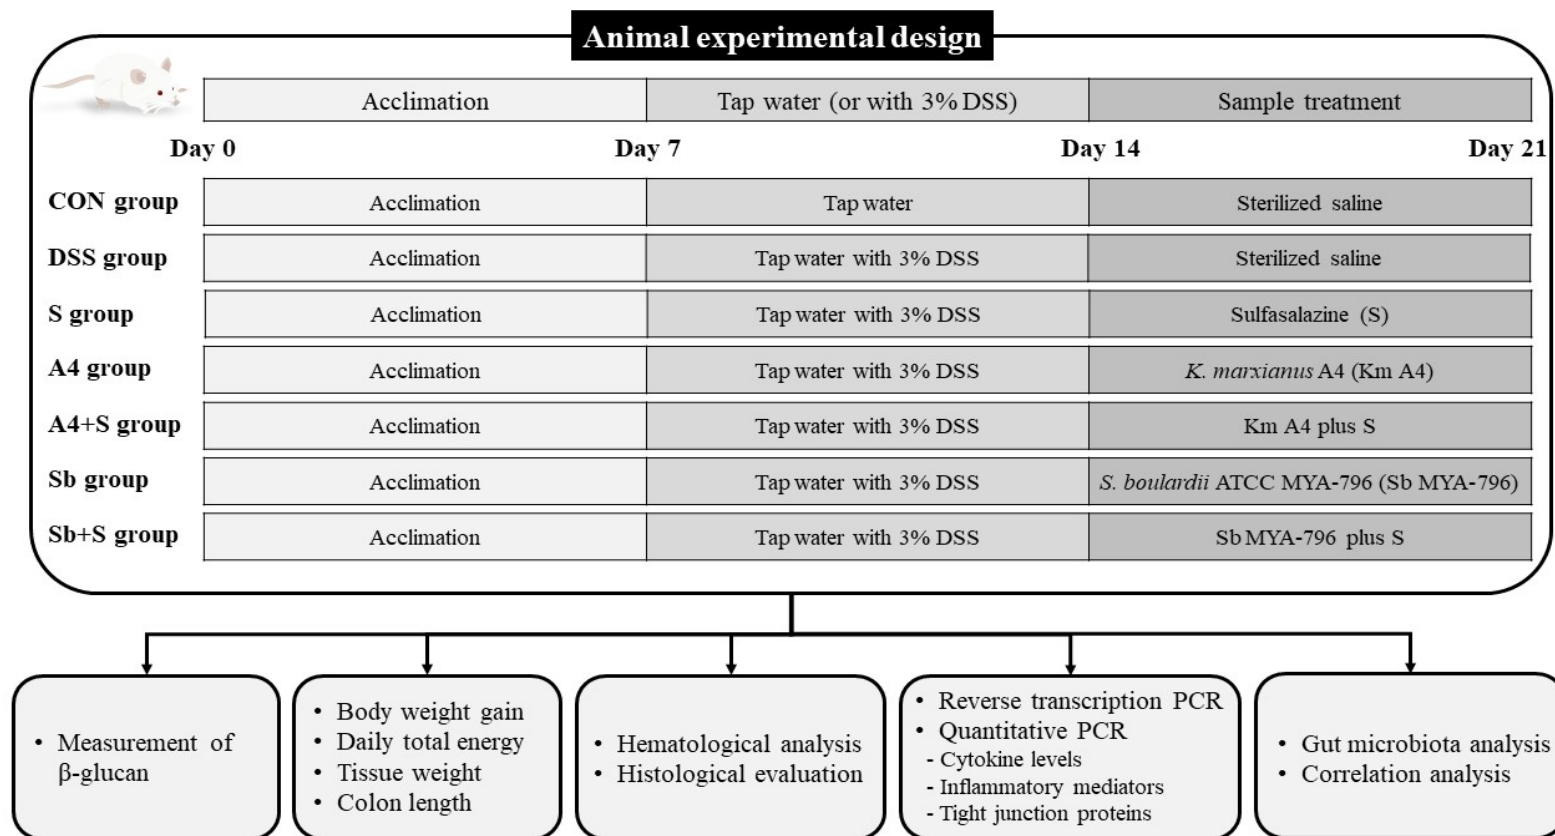 Animal experimental design
Acclimation Tap water (or with 3% DSS) Sample treatment
Day 0 Day 7 Day 14 Day 21
CON group Acclimation Tap water Sterilized saline
DSS group Acclimation Tap water with 3% DSS Sterilized saline
S group Acclimation Tap water with 3% DSS Sulfasalazine (S)
A4 group Acclimation Tap water with 3% DSS K. marxianus A4 (Km A4)
A4+S group Acclimation Tap water with 3% DSS Km A4 plus S
Sb group Acclimation Tap water with 3% DSS S. boulardii ATCC MYA-796 (Sb MYA-796)
Sb+S group Acclimation Tap water with 3% DSS Sb MYA-796 plus S
• Measurement of
β-glucan
• Body weight gain
• Daily total energy
• Tissue weight
• Colon length
• Hematological analysis
• Histological evaluation
• Reverse transcription PCR
• Quantitative PCR
- Cytokine levels
- Inflammatory mediators
- Tight junction proteins
• Gut microbiota analysis
• Correlation analysis